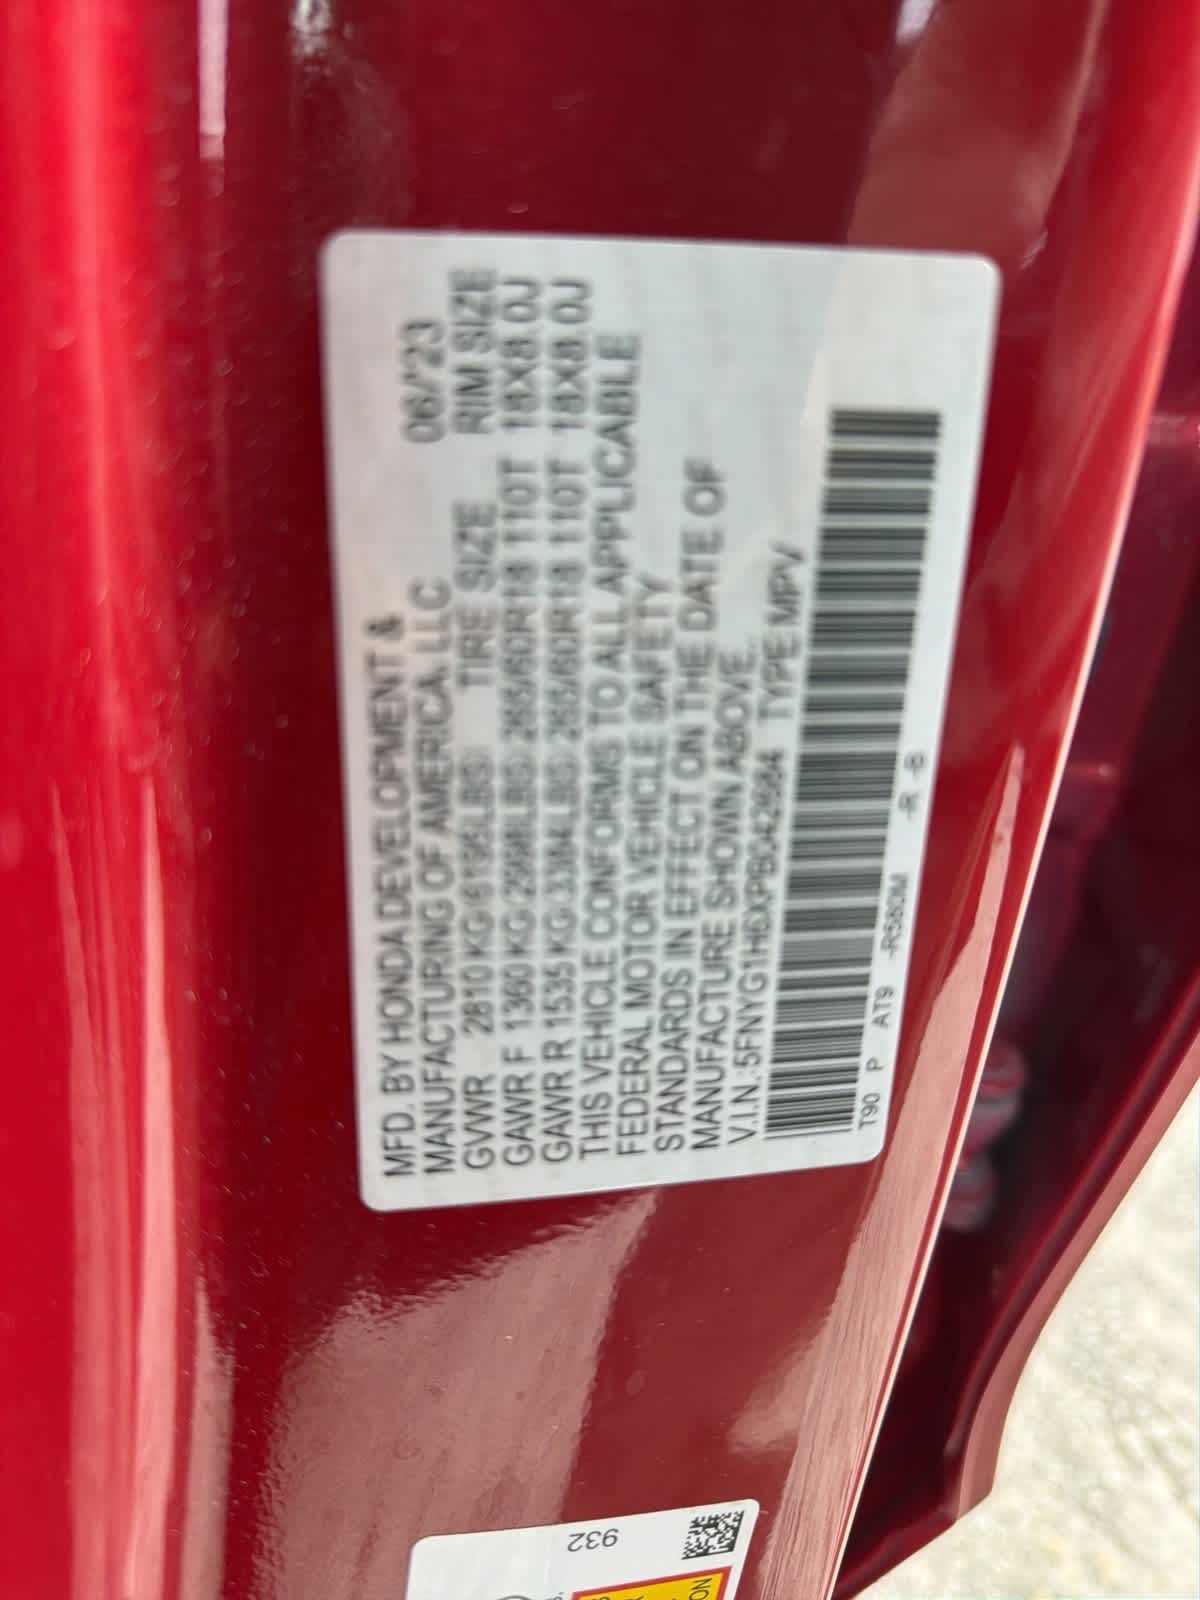 MFD. BY HONDA DEVELOPMENT &
MANUFACTURING OF AMERICA, LLC 06/'23
GVWR 2810 KG 6195LBS TIRE SIZE RIM SIZE
GAWR F 1360 KG 2998LBS 265/60R18 110T 18X8.0J
GAWR R 1535 KG 3384LBS 265/60R18 110T 18X8.0J
THIS VEHICLE CONFORMS TO ALL APPLICABLE
FEDERAL MOTOR VEHICLE SAFETY
STANDARDS IN EFFECT ON THE DATE OF
MANUFACTURE SHOWN ABOVE.
V.I.N.: TYPE MPV
T90 P AT9 -R580M -R -B
932